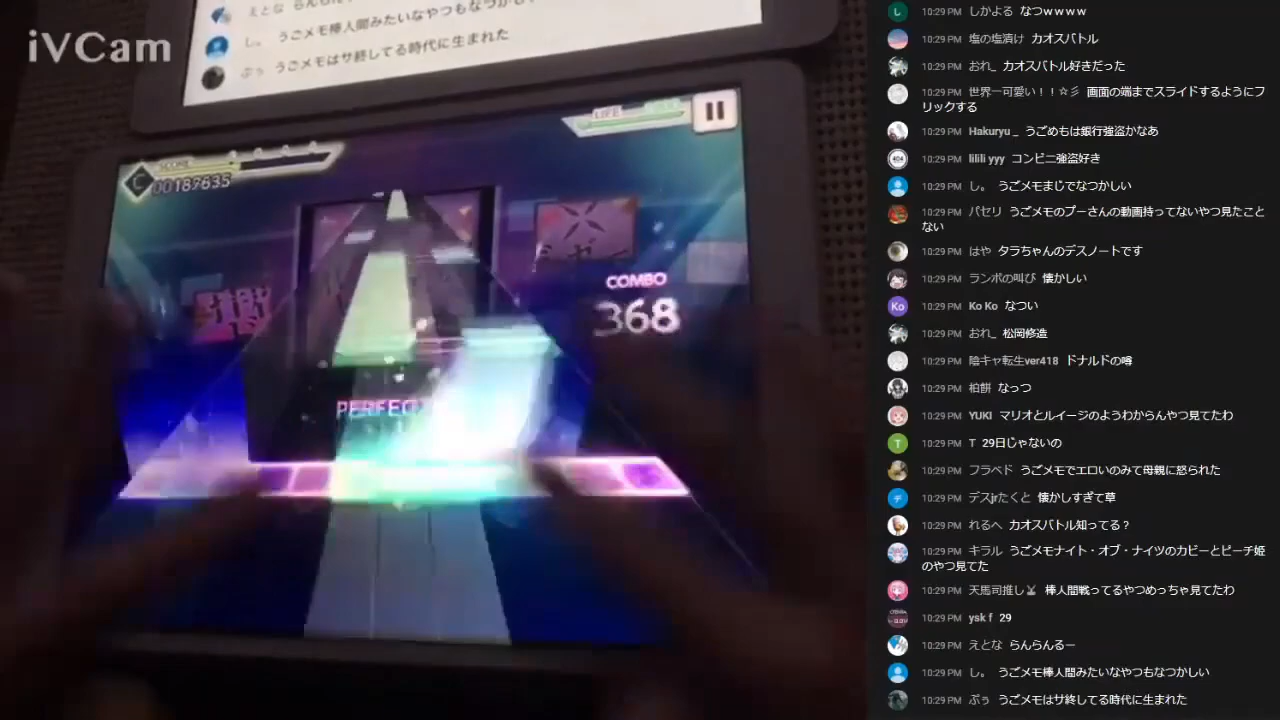 iVCam
し。 うごメモ棒人間みたいなやつもなつかし
ぷぅ うごメモはサ終してる時代に生まれた
LIFE
SCORE
C
00189635
COMBO
368
PERFECT
10:29 PM しかよる なつｗｗｗｗ
10:29 PM 塩の塩漬け カオスバトル
10:29 PM おれ_ カオスバトル好きだった
10:29 PM 世界一可愛い！！☆彡 画面の端までスライドするようにフ
リックする
10:29 PM Hakuryu _ うごめもは銀行強盗かなあ
404
10:29 PM lilili yyy コンビニ強盗好き
10:29 PM し。 うごメモまじでなつかしい
10:29 PM パセリ うごメモのプーさんの動画持ってないやつ見たこと
ない
10:29 PM はや タラちゃんのデスノートです
10:29 PM ランボの叫び 懐かしい
Ko 10:29 PM Ko Ko なつい
10:29 PM おれ_ 松岡修造
10:29 PM 陰キャ転生ver418 ドナルドの噂
10:29 PM 柏餅 なっつ
10:29 PM YUKI マリオとルイージのようわからんやつ見てたわ
T 10:29 PM T 29日じゃないの
10:29 PM フラベド うごメモでエロいのみて母親に怒られた
デ 10:29 PM デスjrたくと 懐かしすぎて草
10:29 PM れるへ カオスバトル知ってる？
10:29 PM キラル うごメモナイト・オブ・ナイツのカビーとピーチ姫
のやつ見てた
10:29 PM 天馬司推し 棒人間戦ってるやつめっちゃ見てたわ
10:29 PM ysk f 29
10:29 PM えとな らんらんるー
10:29 PM し。 うごメモ棒人間みたいなやつもなつかしい
10:29 PM ぷぅ うごメモはサ終してる時代に生まれた